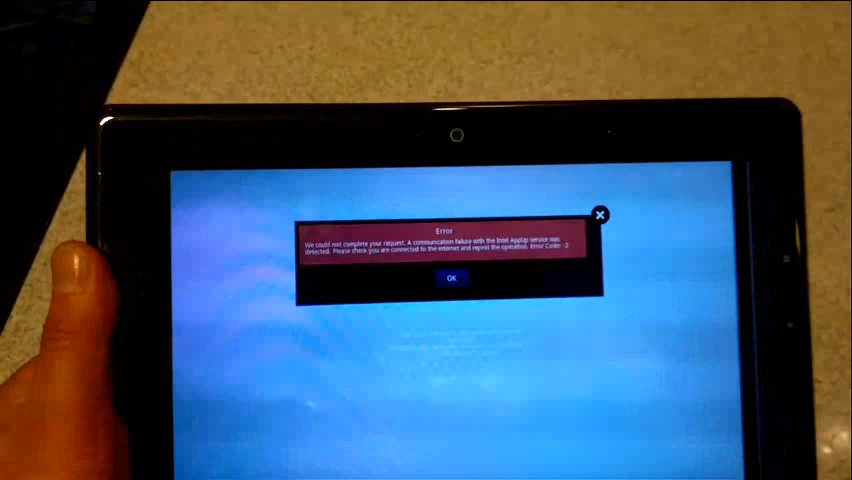 Error
We could not complete your request. A communication failure with the Intel AppUp service was
detected. Please check you are connected to the internet and repeat the operation. Error Code: -2
OK